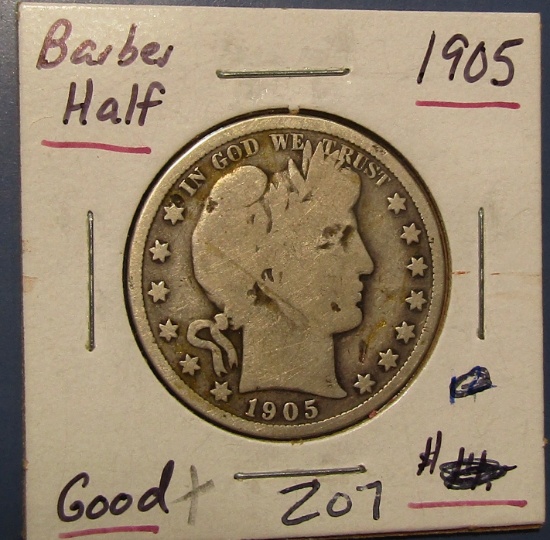 Barber
Half
1905
IN GOD WE TRUST
1905
Good+
207
#